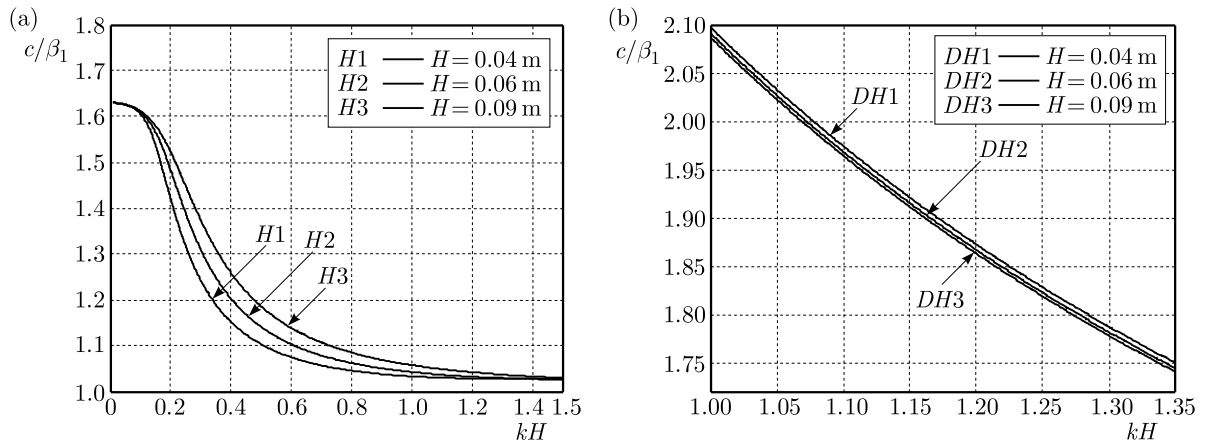 (a)
1.8
c/β₁
1.7
1.6
1.5
1.4
1.3
1.2
1.1
1.0
H1 H = 0.04 m
H2 H = 0.06 m
H3 H = 0.09 m
H1
H2
H3
0 0.2 0.4 0.6 0.8 1.0 1.2 1.5
kH
(b)
2.10
c/β₁
2.05
2.00
1.95
1.90
1.85
1.80
1.75
DH1 H = 0.04 m
DH2 H = 0.06 m
DH3 H = 0.09 m
DH1
DH2
DH3
1.00 1.05 1.10 1.15 1.20 1.25 1.30 1.35
kH